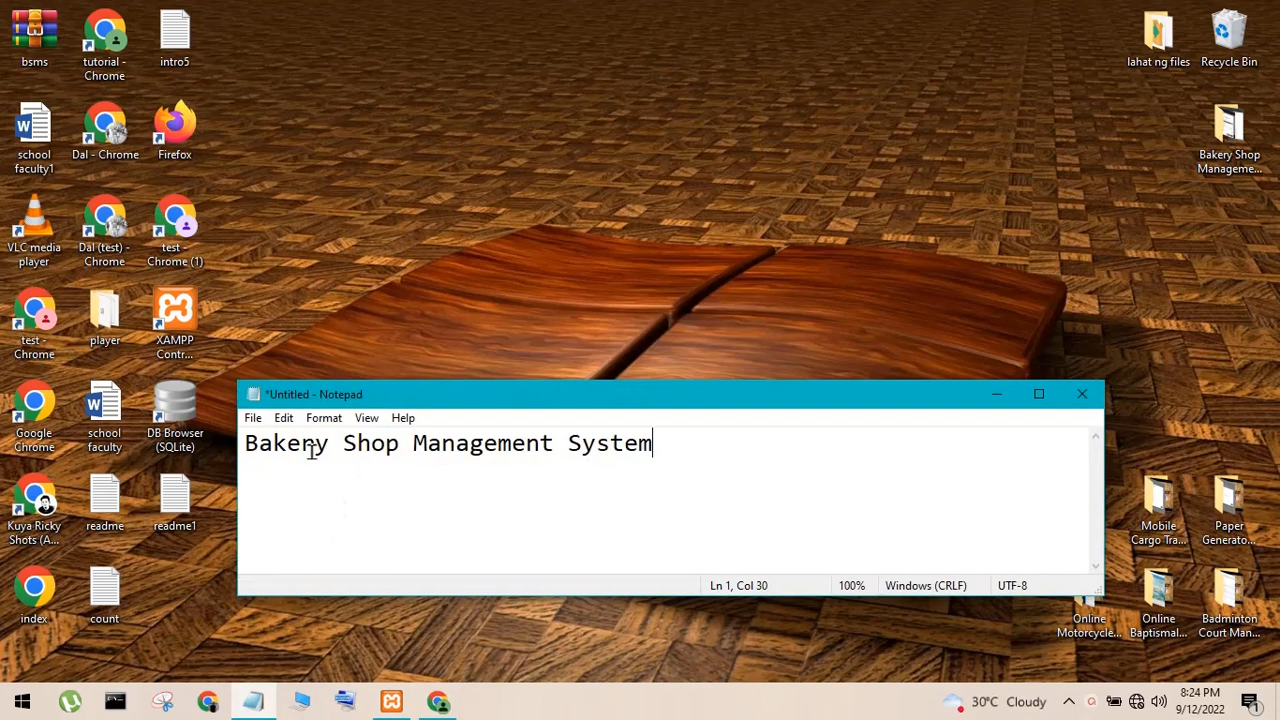 bsms
tutorial -
Chrome
intro5
lahat ng files
Recycle Bin
school
faculty1
Dal - Chrome
Firefox
Bakery Shop
Manageme...
VLC media
player
Dal (test) -
Chrome
test -
Chrome (1)
test -
Chrome
player
XAMPP
Contr...
*Untitled - Notepad
File Edit Format View Help
Bakery Shop Management System
Google
Chrome
school
faculty
DB Browser
(SQLite)
Kuya Ricky
Shots (A...
readme
readme1
Mobile
Cargo Tra...
Paper
Generato...
Ln 1, Col 30 100% Windows (CRLF) UTF-8
index
count
Online
Motorcycle...
Online
Baptismal...
Badminton
Court Man...
30°C Cloudy
8:24 PM
9/12/2022
1